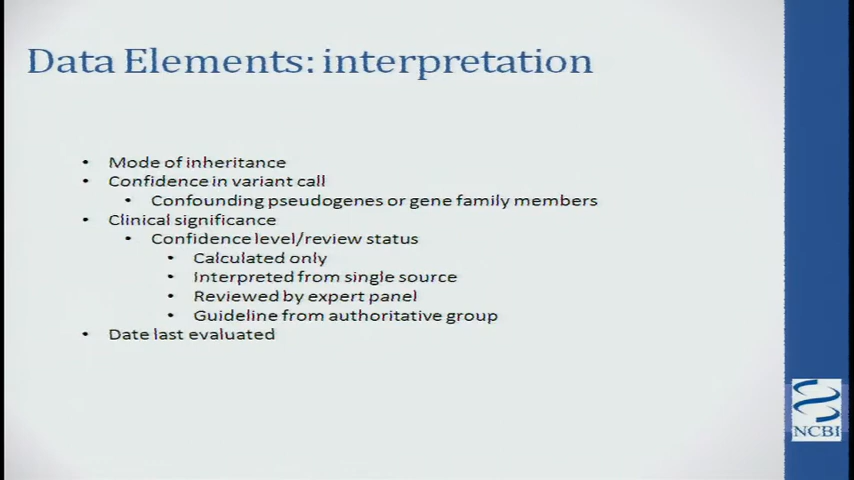 Data Elements: interpretation
• Mode of inheritance
• Confidence in variant call
• Confounding pseudogenes or gene family members
• Clinical significance
• Confidence level/review status
• Calculated only
• Interpreted from single source
• Reviewed by expert panel
• Guideline from authoritative group
• Date last evaluated
NCBI